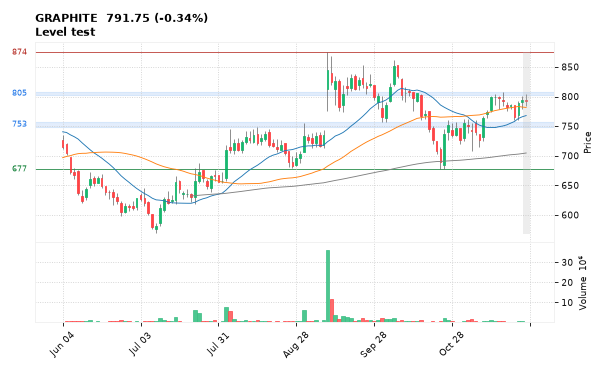 GRAPHITE 791.75 (-0.34%)
Level test
874
805
753
677
850
800
750
700
650
600
Price
30
20
10
Volume 10⁶
Jun 04
Jul 03
Jul 31
Aug 28
Sep 28
Oct 28